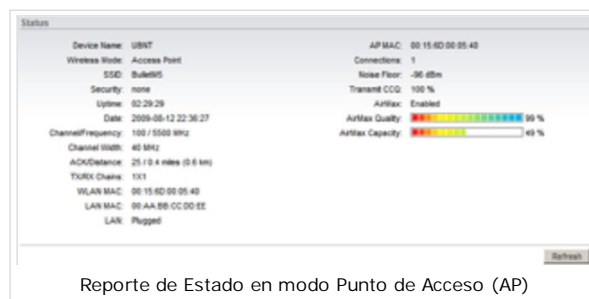 Status
Device Name: UBNT
Wireless Mode: Access Point
SSID: BulletM5
Security: none
Uptime: 02:29:29
Date: 2009-08-12 22:36:27
Channel/Frequency: 100 / 5500 MHz
Channel Width: 40 MHz
ACK/Distance: 25 / 0.4 miles (0.6 km)
TX/RX Chains: 1X1
WLAN MAC: 00:15:6D:00:05:40
LAN MAC: 00:AA:BB:CC:DD:EE
LAN: Plugged
AP MAC: 00:15:6D:00:05:40
Connections: 1
Noise Floor: -96 dBm
Transmit CCQ: 100 %
AirMax: Enabled
AirMax Quality: 99 %
AirMax Capacity: 49 %
Refresh
Reporte de Estado en modo Punto de Acceso (AP)